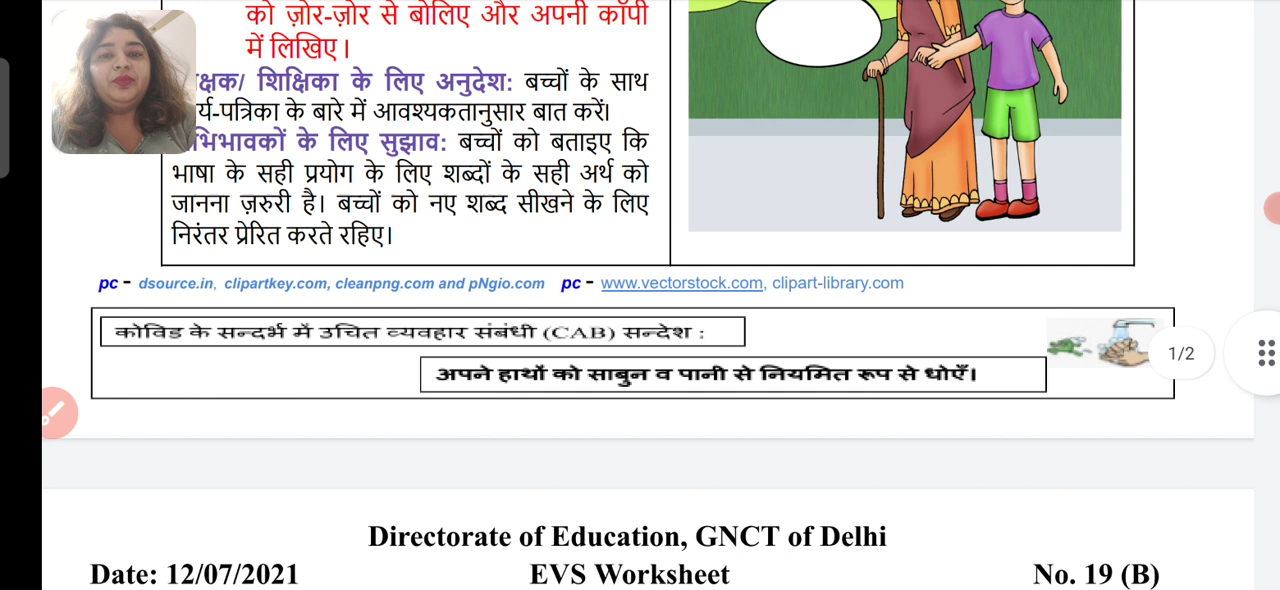 को ज़ोर-ज़ोर से बोलिए और अपनी कॉपी
में लिखिए।
क्षक/ शिक्षिका के लिए अनुदेश: बच्चों के साथ
र्य-पत्रिका के बारे में आवश्यकतानुसार बात करें।
भिभावकों के लिए सुझाव: बच्चों को बताइए कि
भाषा के सही प्रयोग के लिए शब्दों के सही अर्थ को
जानना ज़रुरी है। बच्चों को नए शब्द सीखने के लिए
निरंतर प्रेरित करते रहिए।
pc - dsource.in, clipartkey.com, cleanpng.com and pNgio.com pc - www.vectorstock.com, clipart-library.com
कोविड के सन्दर्भ में उचित व्यवहार संबंधी (CAB) सन्देश :
1/2
अपने हाथों को साबुन व पानी से नियमित रूप से धोएँ।
Directorate of Education, GNCT of Delhi
Date: 12/07/2021 EVS Worksheet No. 19 (B)